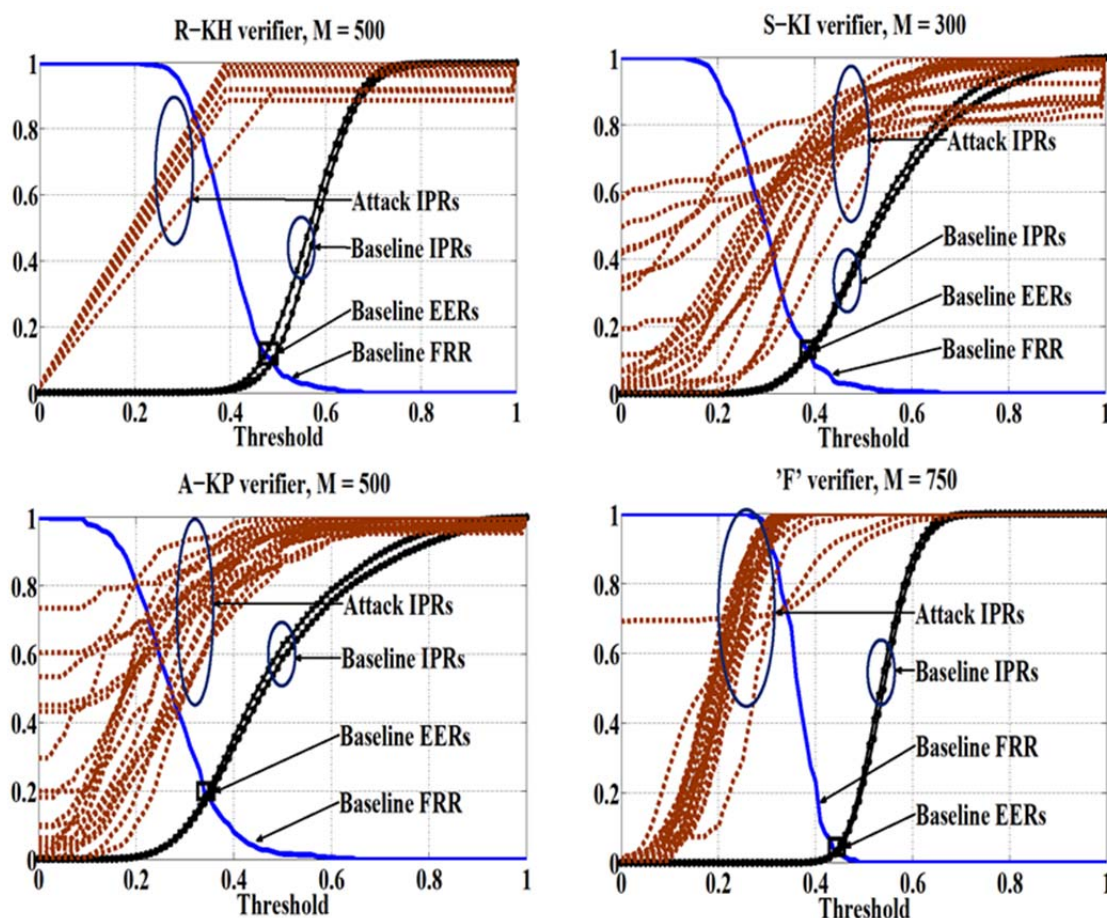 R-KH verifier, M = 500
1
0.8
0.6
0.4
0.2
0
Attack IPRs
Baseline IPRs
Baseline EERs
Baseline FRR
0 0.2 0.4 0.6 0.8 1
Threshold
S-KI verifier, M = 300
1
0.8
0.6
0.4
0.2
0
Attack IPRs
Baseline IPRs
Baseline EERs
Baseline FRR
0 0.2 0.4 0.6 0.8 1
Threshold
A-KP verifier, M = 500
1
0.8
0.6
0.4
0.2
0
Attack IPRs
Baseline IPRs
Baseline EERs
Baseline FRR
0 0.2 0.4 0.6 0.8 1
Threshold
'F' verifier, M = 750
1
0.8
0.6
0.4
0.2
0
Attack IPRs
Baseline IPRs
Baseline FRR
Baseline EERs
0 0.2 0.4 0.6 0.8 1
Threshold